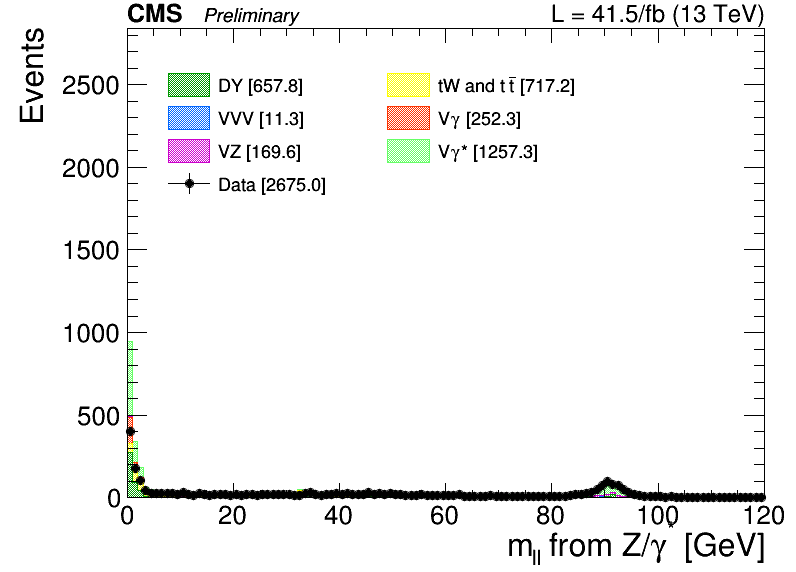 CMS Preliminary L = 41.5/fb (13 TeV)
Events
2500
2000
1500
1000
500
0
DY [657.8]
tW and t t̄ [717.2]
VVV [11.3]
Vγ [252.3]
VZ [169.6]
Vγ* [1257.3]
Data [2675.0]
0 20 40 60 80 100 120
m_ll from Z/γ* [GeV]